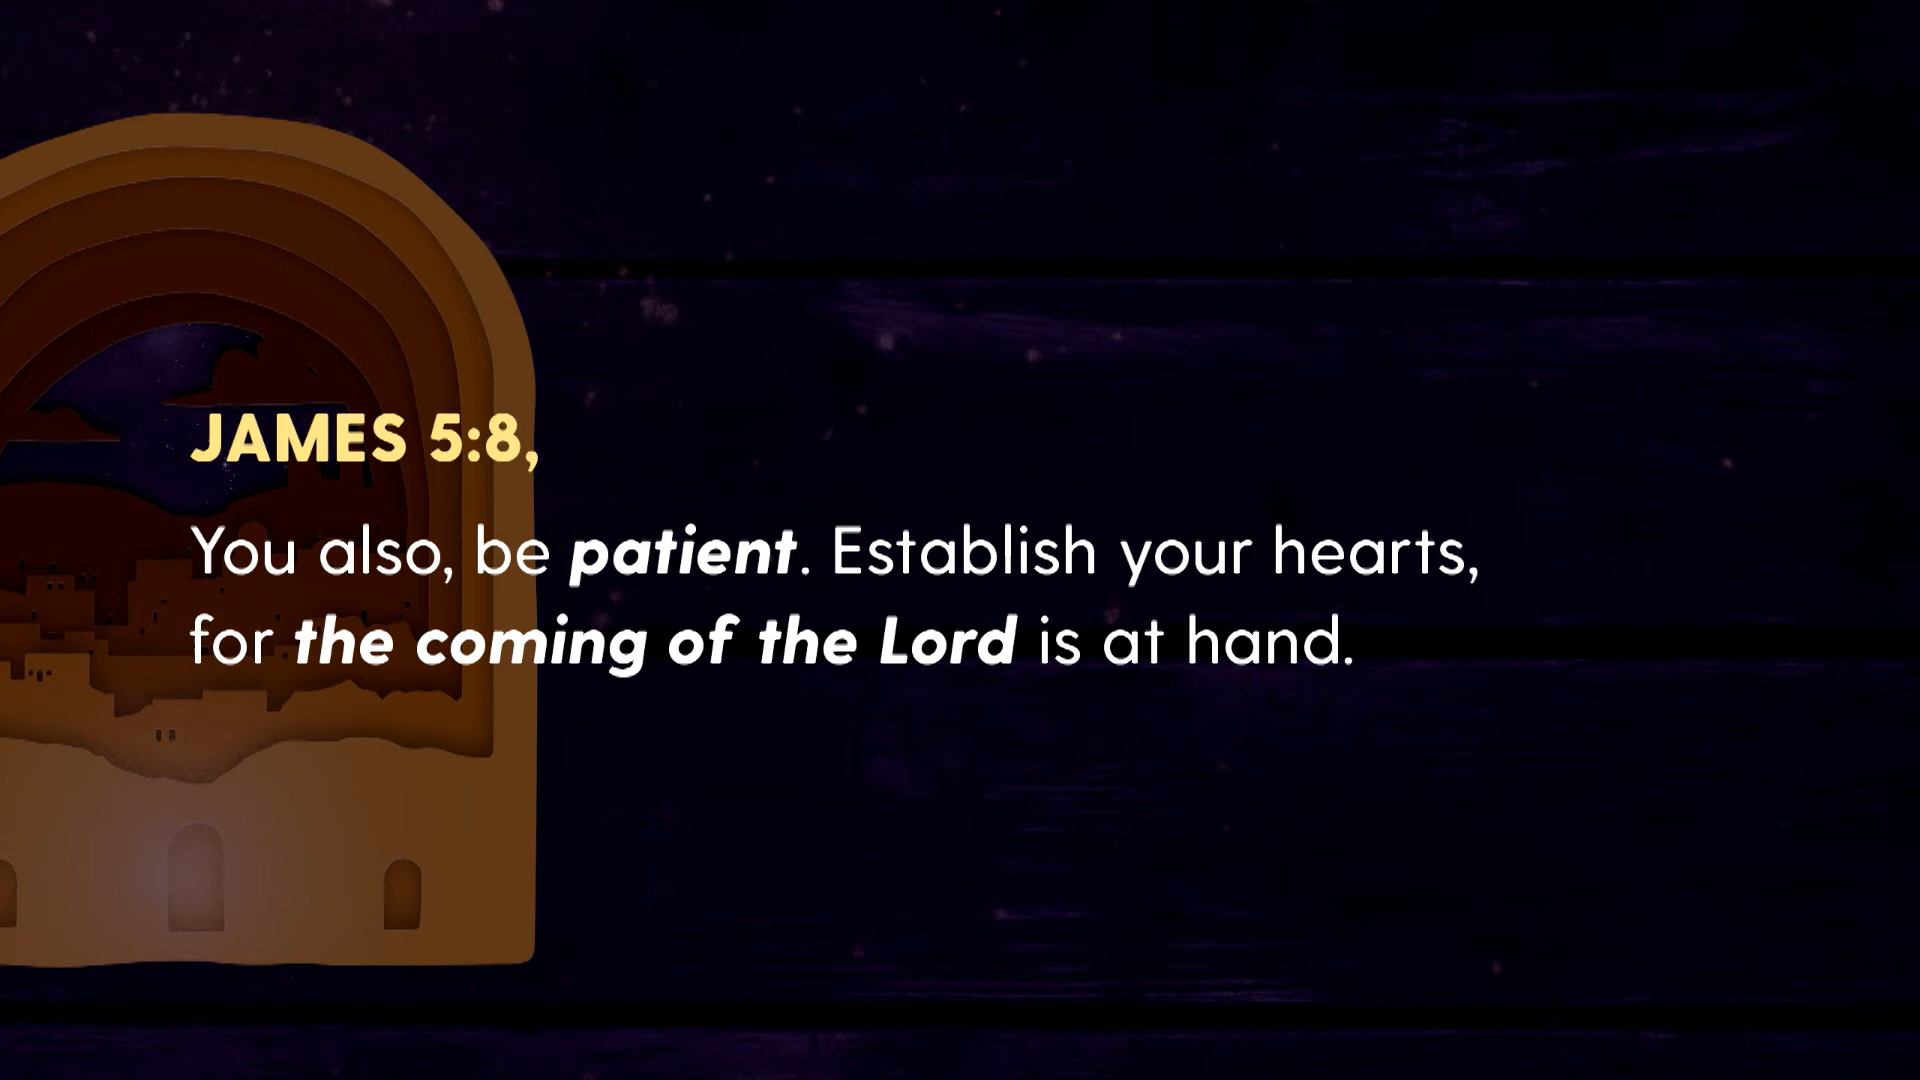 JAMES 5:8,
You also, be patient. Establish your hearts,
for the coming of the Lord is at hand.